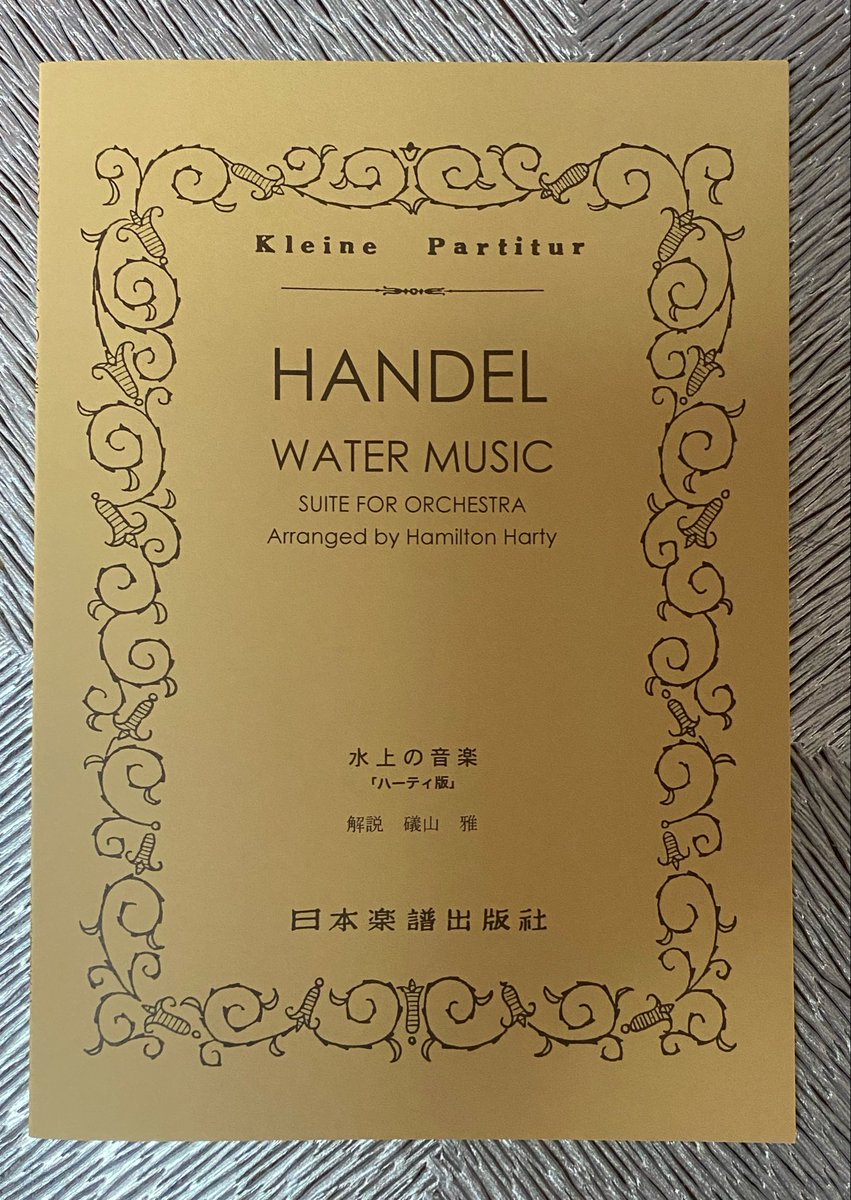 Kleine Partitur
HANDEL
WATER MUSIC
SUITE FOR ORCHESTRA
Arranged by Hamilton Harty
水上の音楽
「ハーティ版」
解説 礒山 雅
日本楽譜出版社